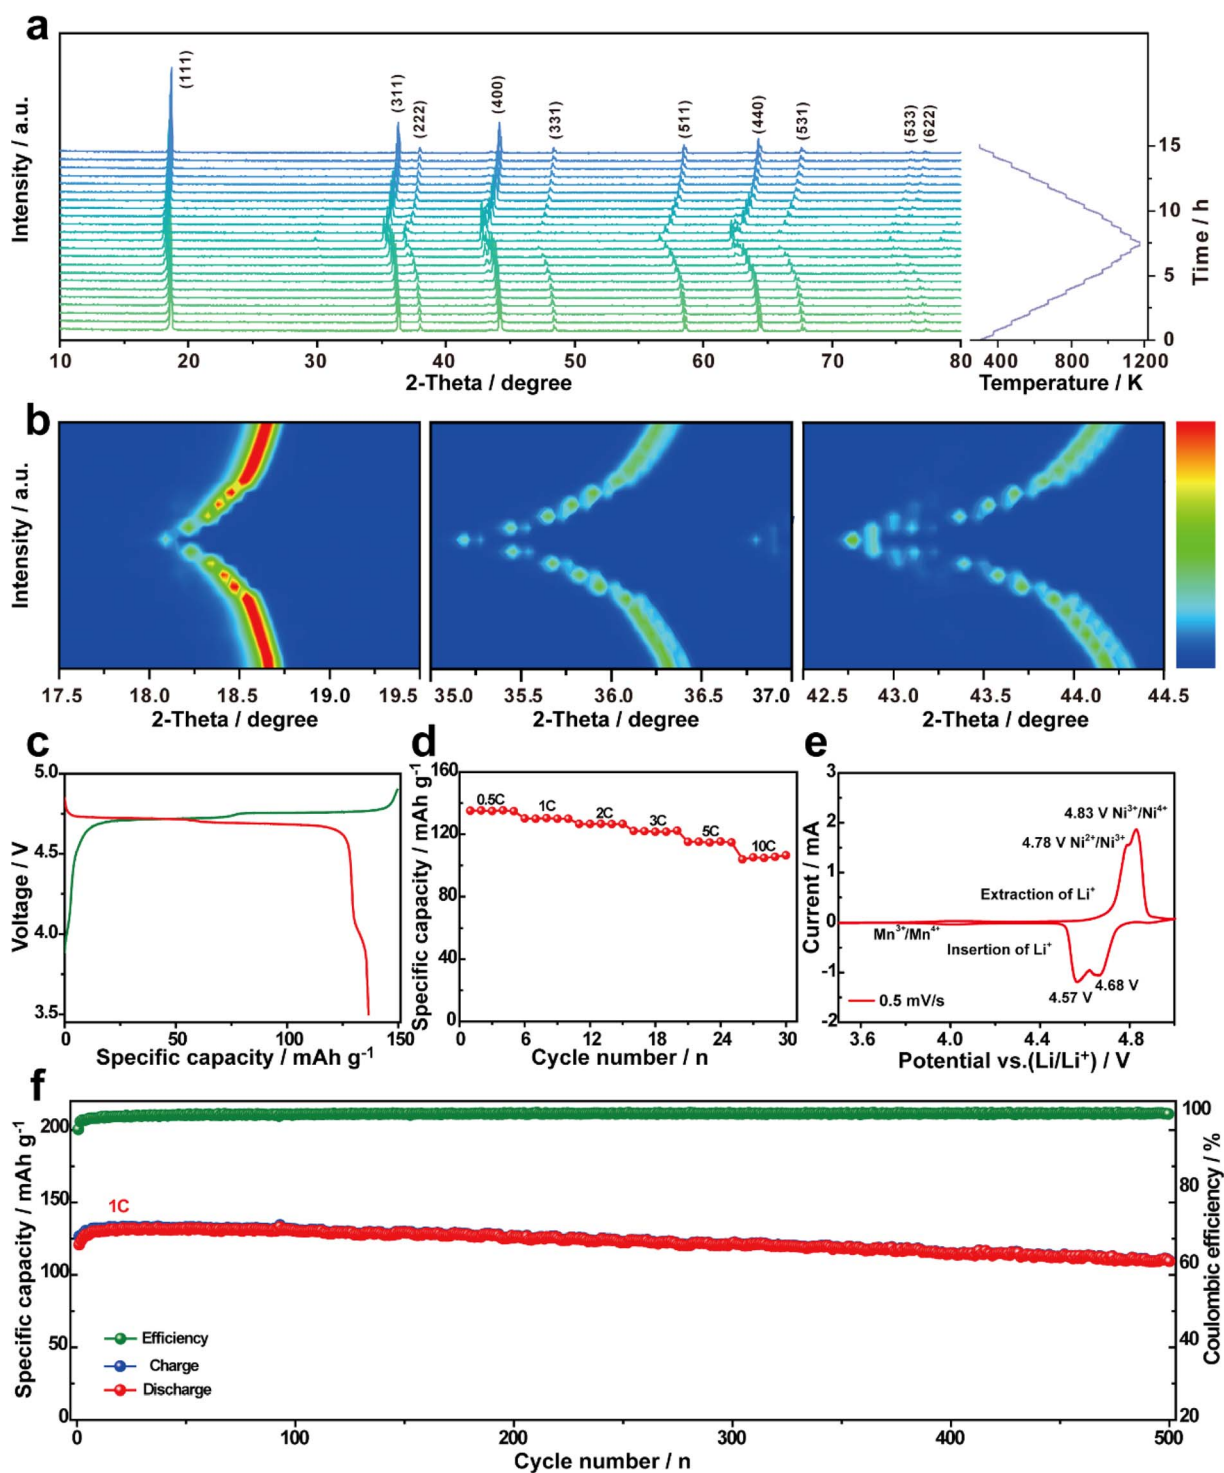 a
Intensity / a.u.
(111)
(311)
(222)
(400)
(331)
(511)
(440)
(531)
(533)
(622)
10 20 30 40 50 60 70 80
2-Theta / degree
15
10
5
0
Time / h
400 800 1200
Temperature / K
b
Intensity / a.u.
17.5 18.0 18.5 19.0 19.5
2-Theta / degree
35.0 35.5 36.0 36.5 37.0
2-Theta / degree
42.5 43.0 43.5 44.0 44.5
2-Theta / degree
c
Voltage / V
5.0
4.5
4.0
3.5
0 50 100 150
Specific capacity / mAh g⁻¹
d
Specific capacity / mAh g⁻¹
160
120
80
40
0
0.5C
1C
2C
3C
5C
10C
0 6 12 18 24 30
Cycle number / n
e
Current / mA
3
2
1
0
-1
-2
4.83 V Ni³⁺/Ni⁴⁺
4.78 V Ni²⁺/Ni³⁺
Extraction of Li⁺
Mn³⁺/Mn⁴⁺
Insertion of Li⁺
4.68 V
4.57 V
0.5 mV/s
3.6 4.0 4.4 4.8
Potential vs.(Li/Li⁺) / V
f
Specific capacity / mAh g⁻¹
200
150
100
50
0
1C
Efficiency
Charge
Discharge
100
80
60
40
20
Coulombic efficiency / %
0 100 200 300 400 500
Cycle number / n